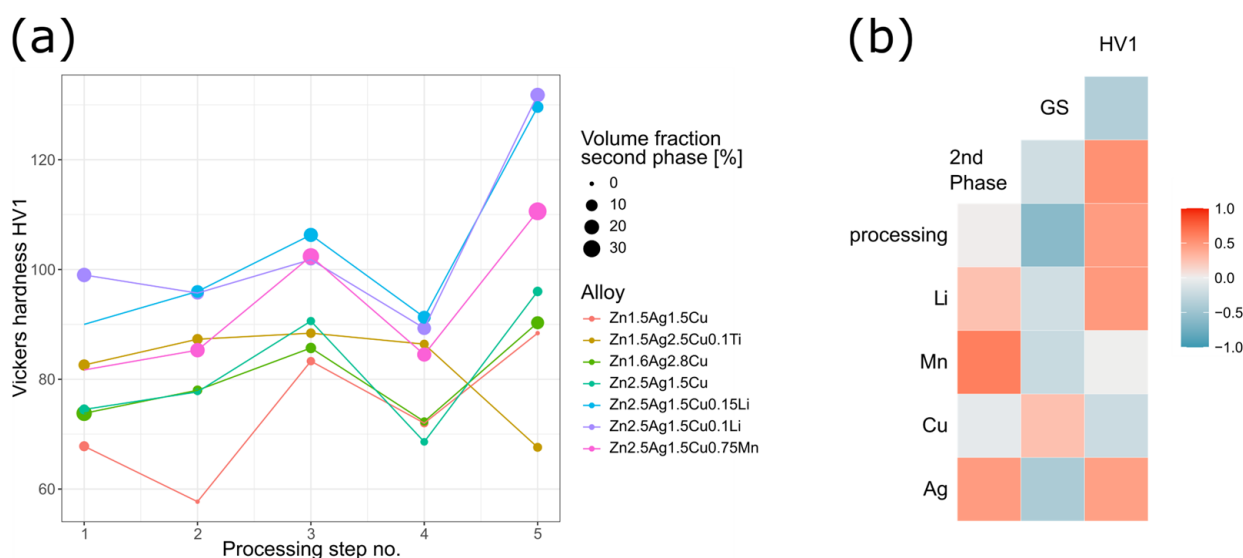 (a)
Vickers hardness HV1
120
100
80
60
1 2 3 4 5
Processing step no.
Volume fraction
second phase [%]
0
10
20
30
Alloy
Zn1.5Ag1.5Cu
Zn1.5Ag2.5Cu0.1Ti
Zn1.6Ag2.8Cu
Zn2.5Ag1.5Cu
Zn2.5Ag1.5Cu0.15Li
Zn2.5Ag1.5Cu0.1Li
Zn2.5Ag1.5Cu0.75Mn
(b)
HV1
GS
2nd
Phase
processing
Li
Mn
Cu
Ag
1.0
0.5
0.0
−0.5
−1.0